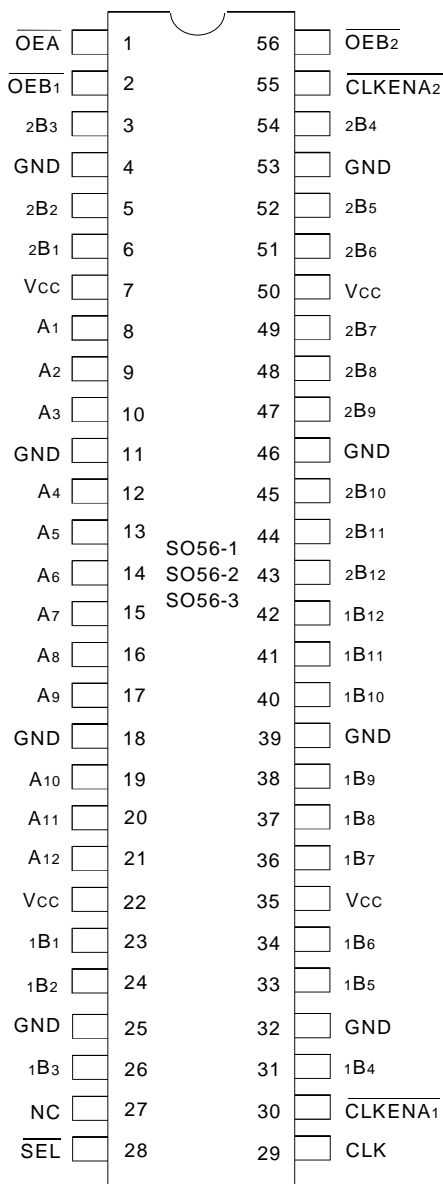 OEA 1 56 OEB2
OEB1 2 55 CLKENA2
2B3 3 54 2B4
GND 4 53 GND
2B2 5 52 2B5
2B1 6 51 2B6
VCC 7 50 VCC
A1 8 49 2B7
A2 9 48 2B8
A3 10 47 2B9
GND 11 46 GND
A4 12 45 2B10
A5 13 44 2B11
SO56-1
A6 14 43 2B12
SO56-2
SO56-3
A7 15 42 1B12
A8 16 41 1B11
A9 17 40 1B10
GND 18 39 GND
A10 19 38 1B9
A11 20 37 1B8
A12 21 36 1B7
VCC 22 35 VCC
1B1 23 34 1B6
1B2 24 33 1B5
GND 25 32 GND
1B3 26 31 1B4
NC 27 30 CLKENA1
SEL 28 29 CLK